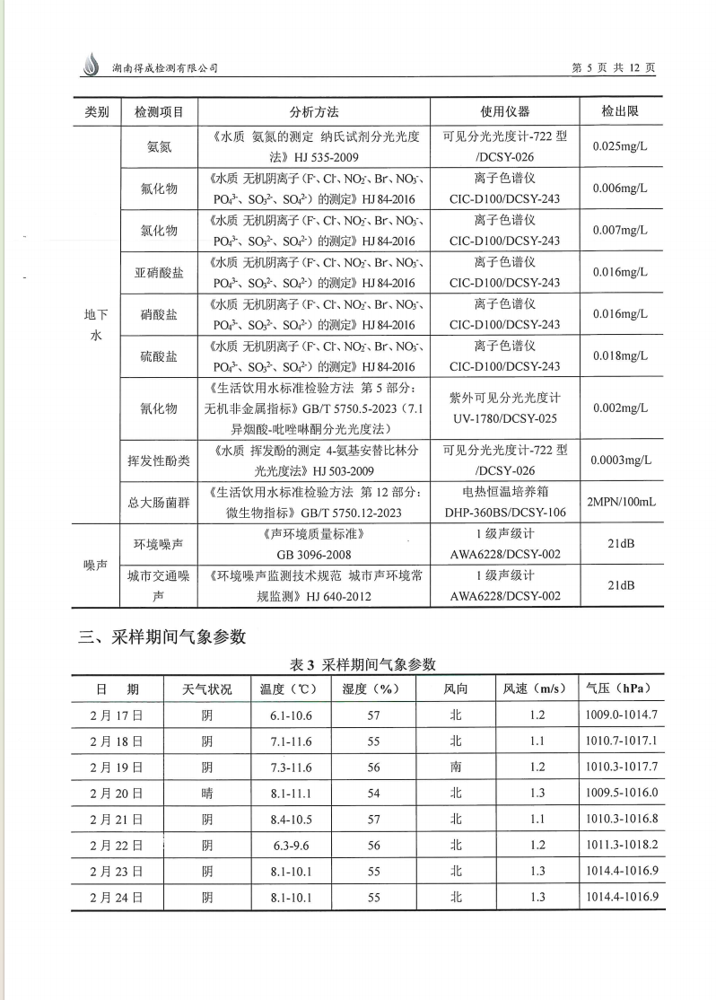 湖南得成检测有限公司
第 5 页 共 12 页
类别 检测项目 分析方法 使用仪器 检出限
地下水
氨氮 《水质 氨氮的测定 纳氏试剂分光光度 可见分光光度计-722 型 0.025mg/L
法》HJ 535-2009 /DCSY-026
氟化物 《水质 无机阴离子（F⁻、Cl⁻、NO₂⁻、Br⁻、NO₃⁻、 离子色谱仪 0.006mg/L
PO₄³⁻、SO₃²⁻、SO₄²⁻）的测定》HJ 84-2016 CIC-D100/DCSY-243
氯化物 《水质 无机阴离子（F⁻、Cl⁻、NO₂⁻、Br⁻、NO₃⁻、 离子色谱仪 0.007mg/L
PO₄³⁻、SO₃²⁻、SO₄²⁻）的测定》HJ 84-2016 CIC-D100/DCSY-243
亚硝酸盐 《水质 无机阴离子（F⁻、Cl⁻、NO₂⁻、Br⁻、NO₃⁻、 离子色谱仪 0.016mg/L
PO₄³⁻、SO₃²⁻、SO₄²⁻）的测定》HJ 84-2016 CIC-D100/DCSY-243
硝酸盐 《水质 无机阴离子（F⁻、Cl⁻、NO₂⁻、Br⁻、NO₃⁻、 离子色谱仪 0.016mg/L
PO₄³⁻、SO₃²⁻、SO₄²⁻）的测定》HJ 84-2016 CIC-D100/DCSY-243
硫酸盐 《水质 无机阴离子（F⁻、Cl⁻、NO₂⁻、Br⁻、NO₃⁻、 离子色谱仪 0.018mg/L
PO₄³⁻、SO₃²⁻、SO₄²⁻）的测定》HJ 84-2016 CIC-D100/DCSY-243
氰化物 《生活饮用水标准检验方法 第 5 部分： 紫外可见分光光度计 0.002mg/L
无机非金属指标》GB/T 5750.5-2023（7.1 UV-1780/DCSY-025
异烟酸-吡唑啉酮分光光度法）
挥发性酚类 《水质 挥发酚的测定 4-氨基安替比林分 可见分光光度计-722 型 0.0003mg/L
光光度法》HJ 503-2009 /DCSY-026
总大肠菌群 《生活饮用水标准检验方法 第 12 部分： 电热恒温培养箱 2MPN/100mL
微生物指标》GB/T 5750.12-2023 DHP-360BS/DCSY-106
噪声
环境噪声 《声环境质量标准》 1 级声级计 21dB
GB 3096-2008 AWA6228/DCSY-002
城市交通噪声 《环境噪声监测技术规范 城市声环境常 1 级声级计 21dB
规监测》HJ 640-2012 AWA6228/DCSY-002
三、采样期间气象参数
表 3 采样期间气象参数
日 期 天气状况 温度（℃） 湿度（%） 风向 风速（m/s） 气压（hPa）
2 月 17 日 阴 6.1-10.6 57 北 1.2 1009.0-1014.7
2 月 18 日 阴 7.1-11.6 55 北 1.1 1010.7-1017.1
2 月 19 日 阴 7.3-11.6 56 南 1.2 1010.3-1017.7
2 月 20 日 晴 8.1-11.1 54 北 1.3 1009.5-1016.0
2 月 21 日 阴 8.4-10.5 57 北 1.1 1010.3-1016.8
2 月 22 日 阴 6.3-9.6 56 北 1.2 1011.3-1018.2
2 月 23 日 阴 8.1-10.1 55 北 1.3 1014.4-1016.9
2 月 24 日 阴 8.1-10.1 55 北 1.3 1014.4-1016.9